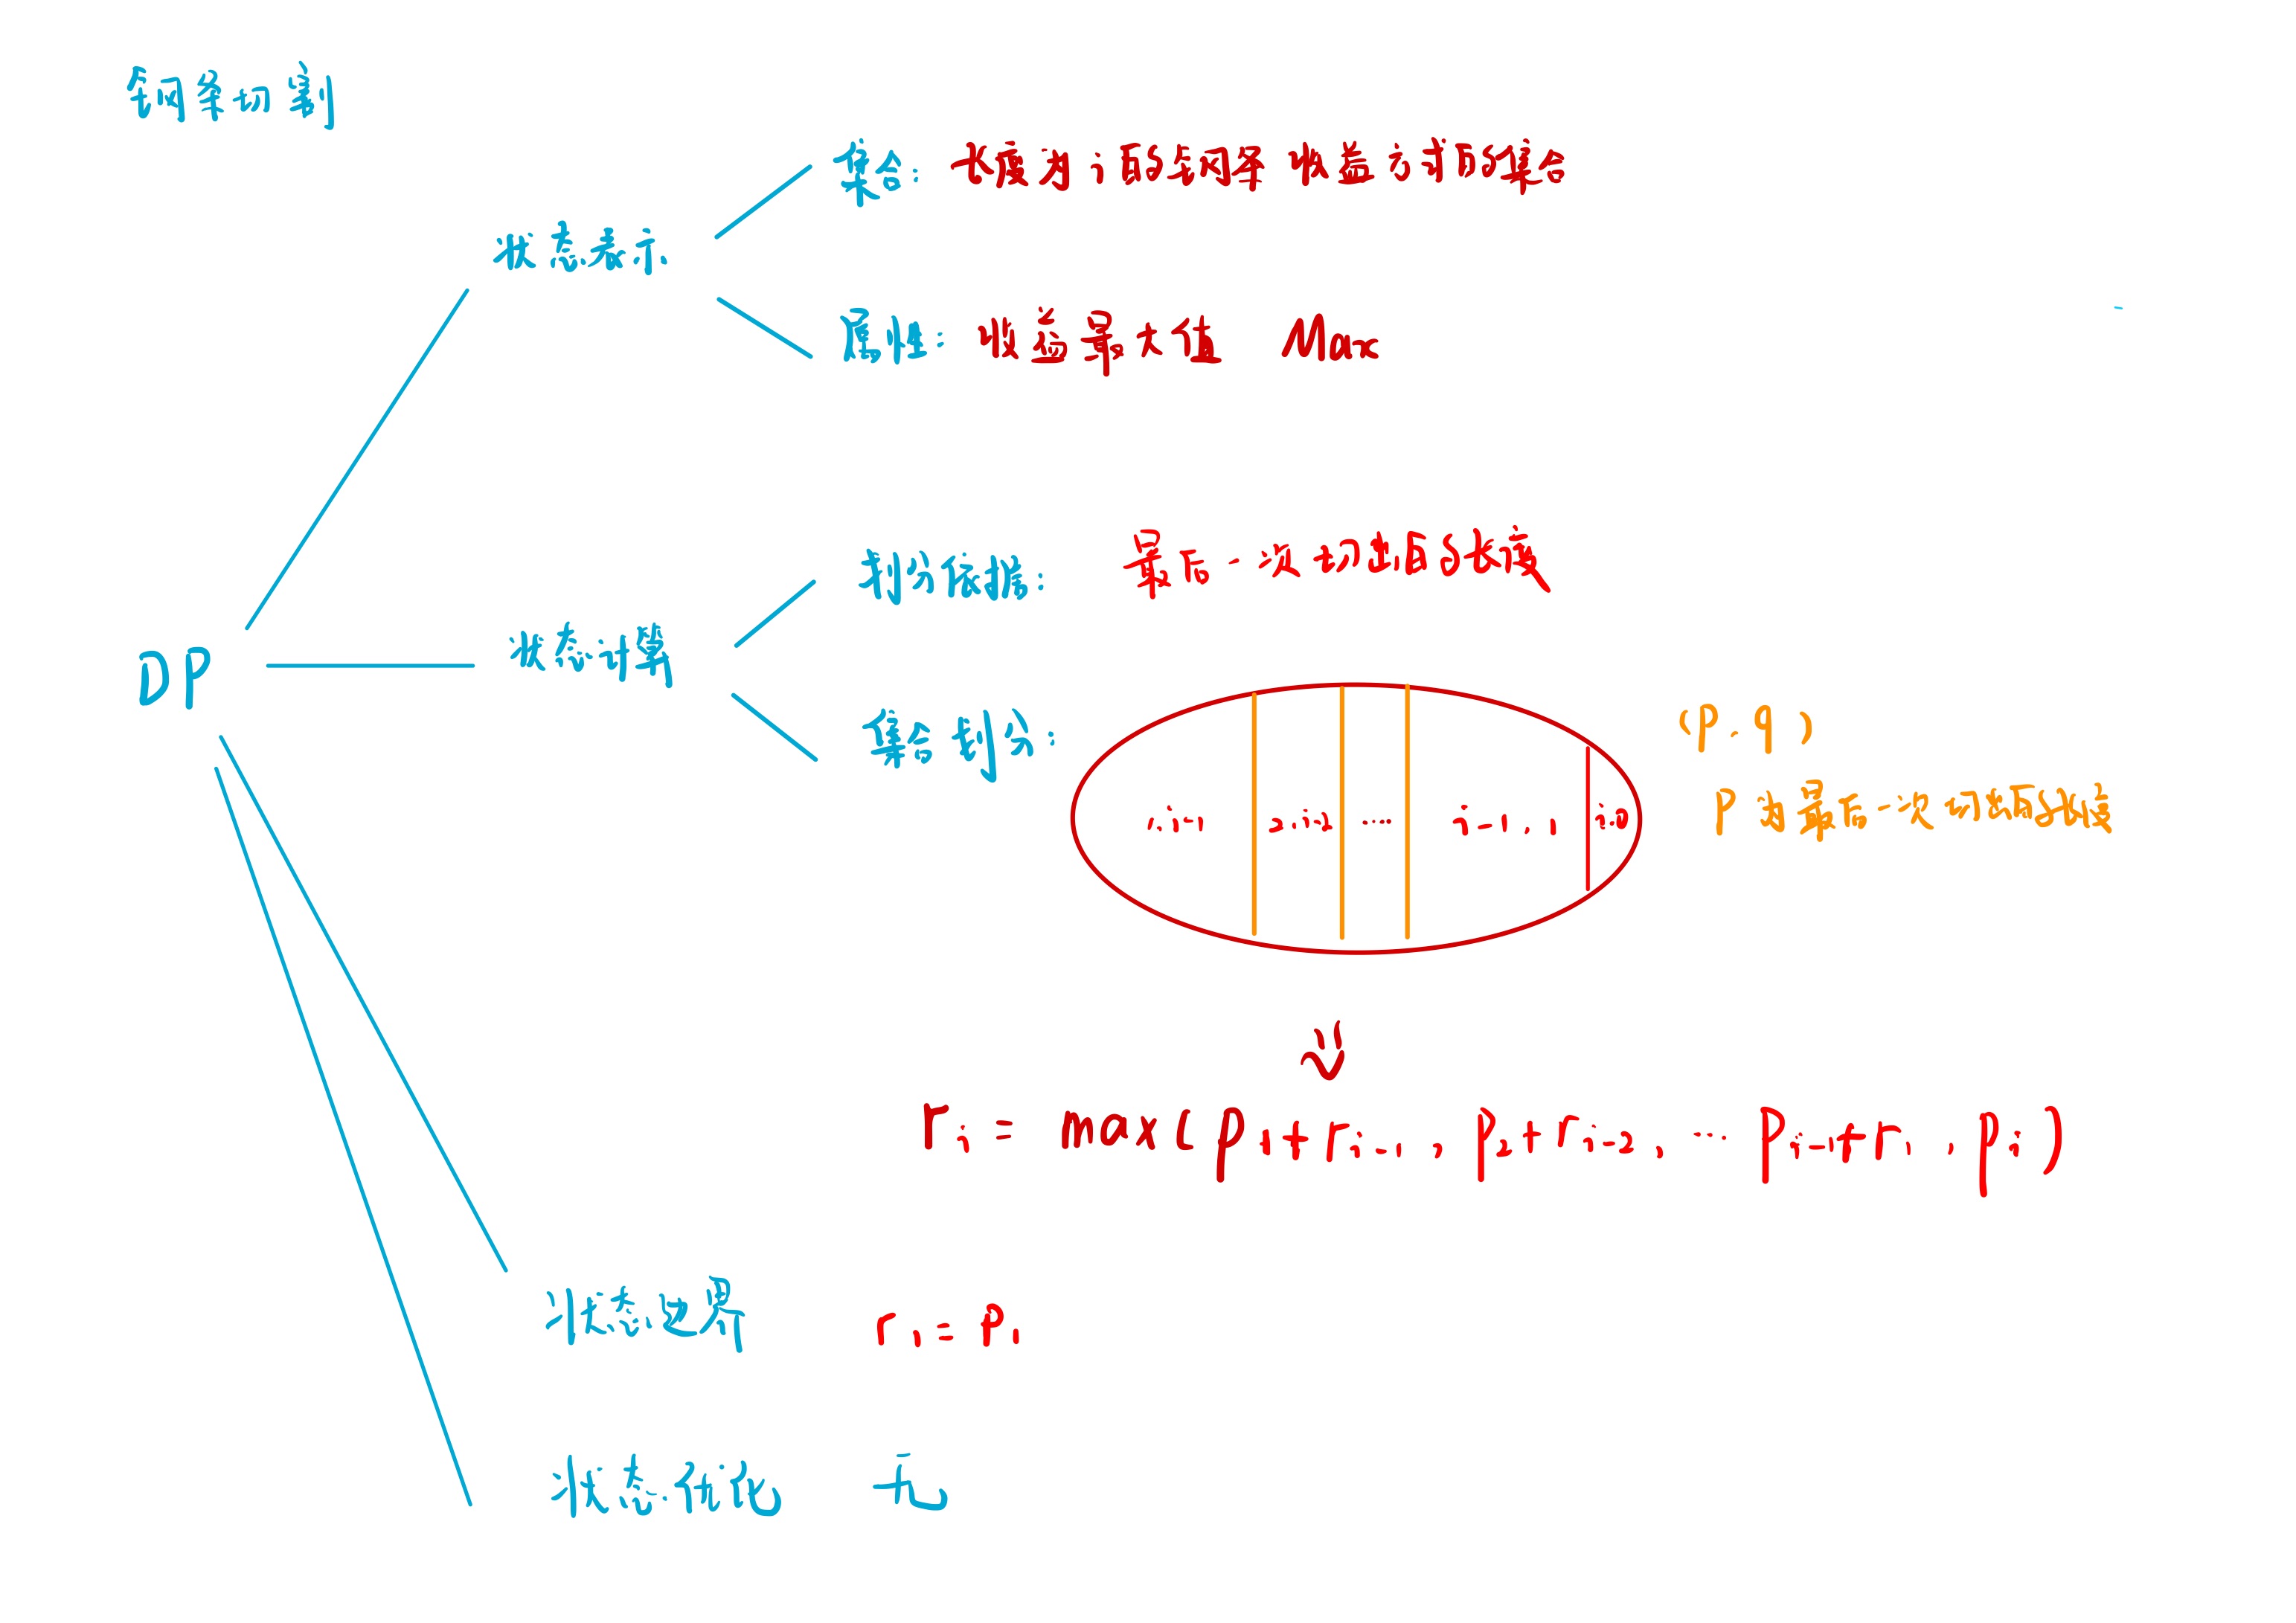 钢条切割
集合: 长度为i的钢条收益方式的集合
状态表示
属性: 收益最大值 Max
划分依据: 最后一次切割的长度
DP
状态计算
集合划分:
1,i-1 2,i-2 ···· i-1,1 i,0
(P,q)
P为最后一次切割的长度
r_i = max(p_1+r_{i-1}, p_2+r_{i-2}, ··· p_{i-1}+r_1, p_i)
状态边界 r_1 = p_1
状态优化 无